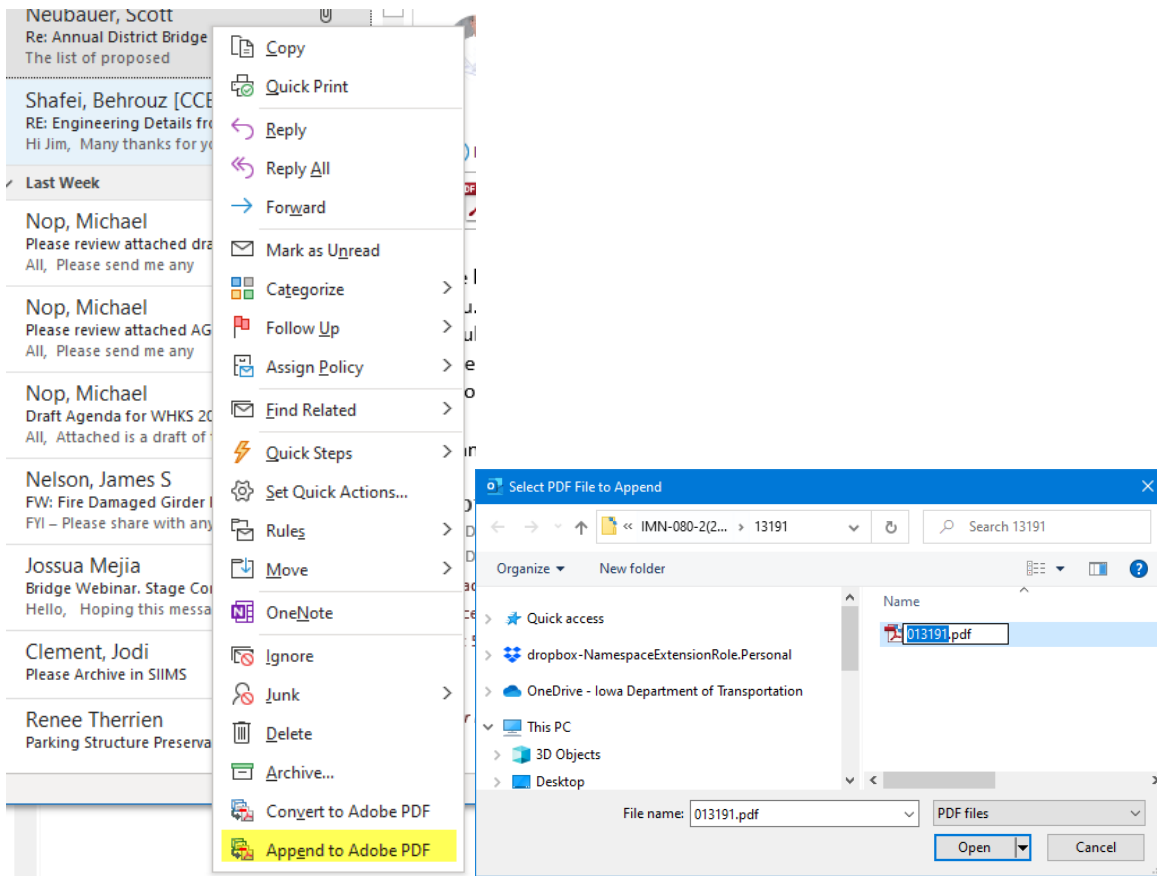 Neubauer, Scott
Re: Annual District Bridge
The list of proposed
Shafei, Behrouz [CCE
RE: Engineering Details fro
Hi Jim, Many thanks for yo
Last Week
Nop, Michael
Please review attached dra
All, Please send me any
Nop, Michael
Please review attached AG
All, Please send me any
Nop, Michael
Draft Agenda for WHKS 20
All, Attached is a draft of
Nelson, James S
FW: Fire Damaged Girder
FYI – Please share with any
Jossua Mejia
Bridge Webinar. Stage Co
Hello, Hoping this messa
Clement, Jodi
Please Archive in SIIMS
Renee Therrien
Parking Structure Preserva
Copy
Quick Print
Reply
Reply All
Forward
Mark as Unread
Categorize
Follow Up
Assign Policy
Find Related
Quick Steps
Set Quick Actions...
Rules
Move
OneNote
Ignore
Junk
Delete
Archive...
Convert to Adobe PDF
Append to Adobe PDF
Select PDF File to Append
« IMN-080-2(2... > 13191
Search 13191
Organize
New folder
Quick access
dropbox-NamespaceExtensionRole.Personal
OneDrive - Iowa Department of Transportation
This PC
3D Objects
Desktop
Name
013191.pdf
File name: 013191.pdf
PDF files
Open
Cancel